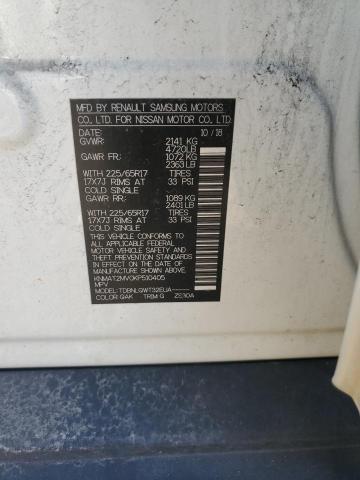 MFD BY RENAULT SAMSUNG MOTORS
CO., LTD. FOR NISSAN MOTOR CO., LTD.
DATE: 10/18
GVWR: 2141 KG
4720LB
GAWR FR: 1072 KG
2363LB
WITH 225/65R17 TIRES
17X7J RIMS AT 33 PSI
COLD SINGLE
GAWR RR: 1089 KG
2401LB
WITH 225/65R17 TIRES
17X7J RIMS AT 33 PSI
COLD SINGLE
THIS VEHICLE CONFORMS TO ALL
APPLICABLE FEDERAL MOTOR
VEHICLE SAFETY BUMPER AND
THEFT PREVENTION STANDARDS
IN EFFECT ON THE DATE OF
MANUFACTURE SHOWN ABOVE.
KNMAT2MV0KP510405
MPV
MODEL:TDBNLQWT32EUA-----
COLOR QAK TRIM G